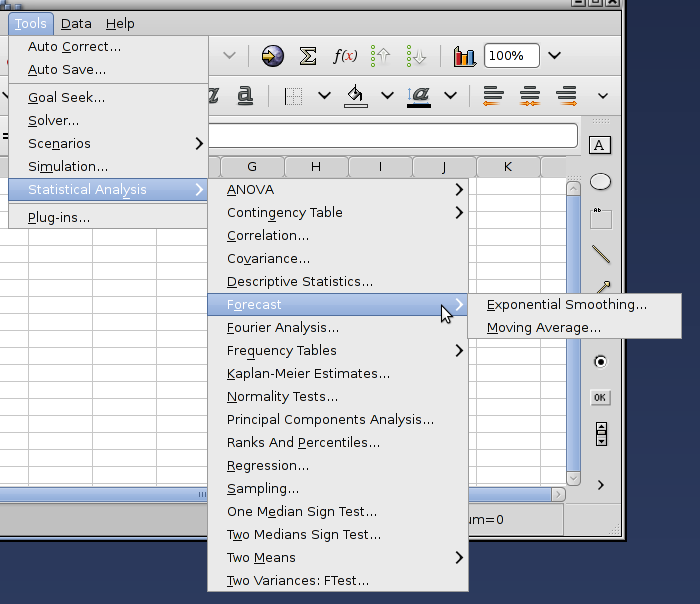 Tools Data Help
Auto Correct...
Auto Save...
Goal Seek...
Solver...
Scenarios
Simulation...
Statistical Analysis
Plug-ins...
Σ f(x) 100%
a a
=
A
Ab
OK
G H I J K
ANOVA
Contingency Table
Correlation...
Covariance...
Descriptive Statistics...
Forecast
Fourier Analysis...
Frequency Tables
Kaplan-Meier Estimates...
Normality Tests...
Principal Components Analysis...
Ranks And Percentiles...
Regression...
Sampling...
One Median Sign Test...
Two Medians Sign Test...
Two Means
Two Variances: FTest...
Exponential Smoothing...
Moving Average...
um=0